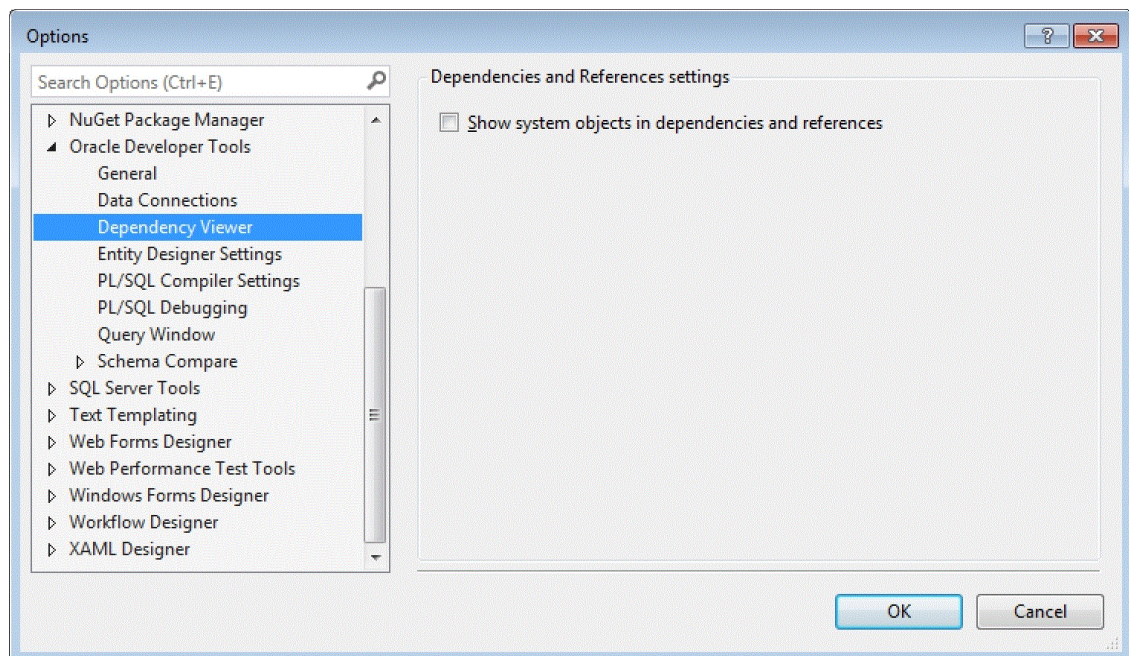 Options
Search Options (Ctrl+E)
NuGet Package Manager
Oracle Developer Tools
General
Data Connections
Dependency Viewer
Entity Designer Settings
PL/SQL Compiler Settings
PL/SQL Debugging
Query Window
Schema Compare
SQL Server Tools
Text Templating
Web Forms Designer
Web Performance Test Tools
Windows Forms Designer
Workflow Designer
XAML Designer
Dependencies and References settings
Show system objects in dependencies and references
OK
Cancel